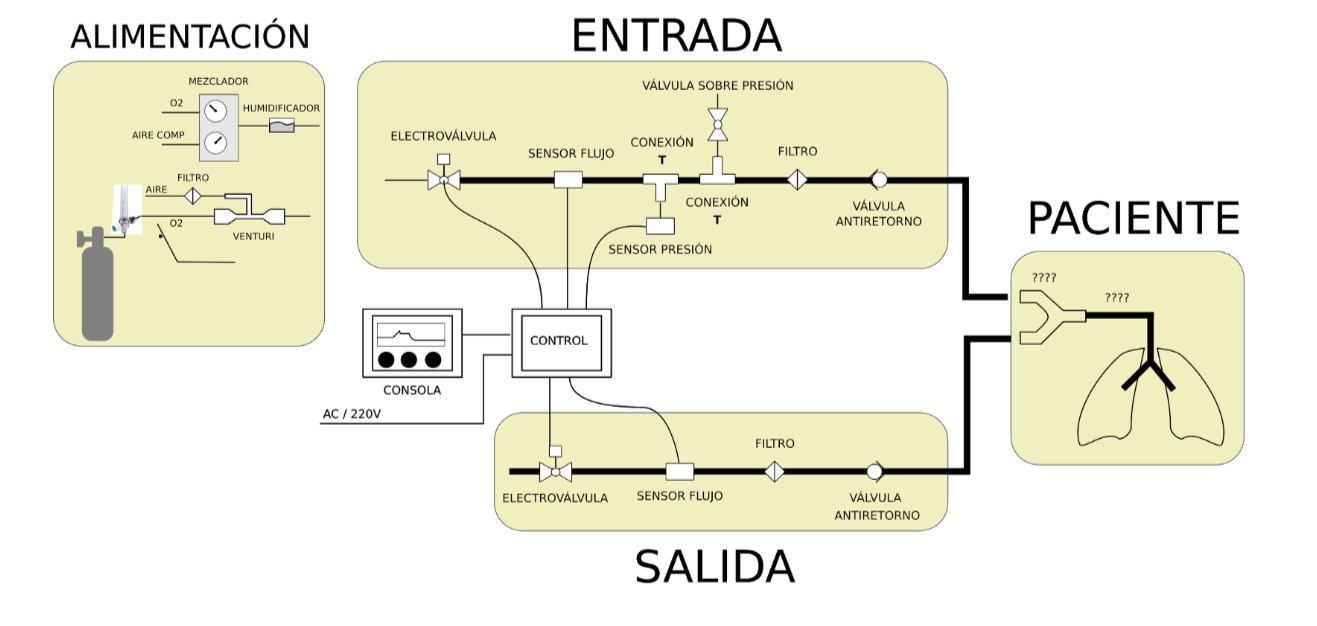 ALIMENTACIÓN
MEZCLADOR
O2
HUMIDIFICADOR
AIRE COMP
FILTRO
AIRE
O2
VENTURI
ENTRADA
VÁLVULA SOBRE PRESIÓN
ELECTROVÁLVULA
SENSOR FLUJO
CONEXIÓN
T
FILTRO
CONEXIÓN
T
VÁLVULA
ANTIRETORNO
SENSOR PRESIÓN
PACIENTE
????
????
CONTROL
CONSOLA
AC / 220V
FILTRO
ELECTROVÁLVULA
SENSOR FLUJO
VÁLVULA
ANTIRETORNO
SALIDA